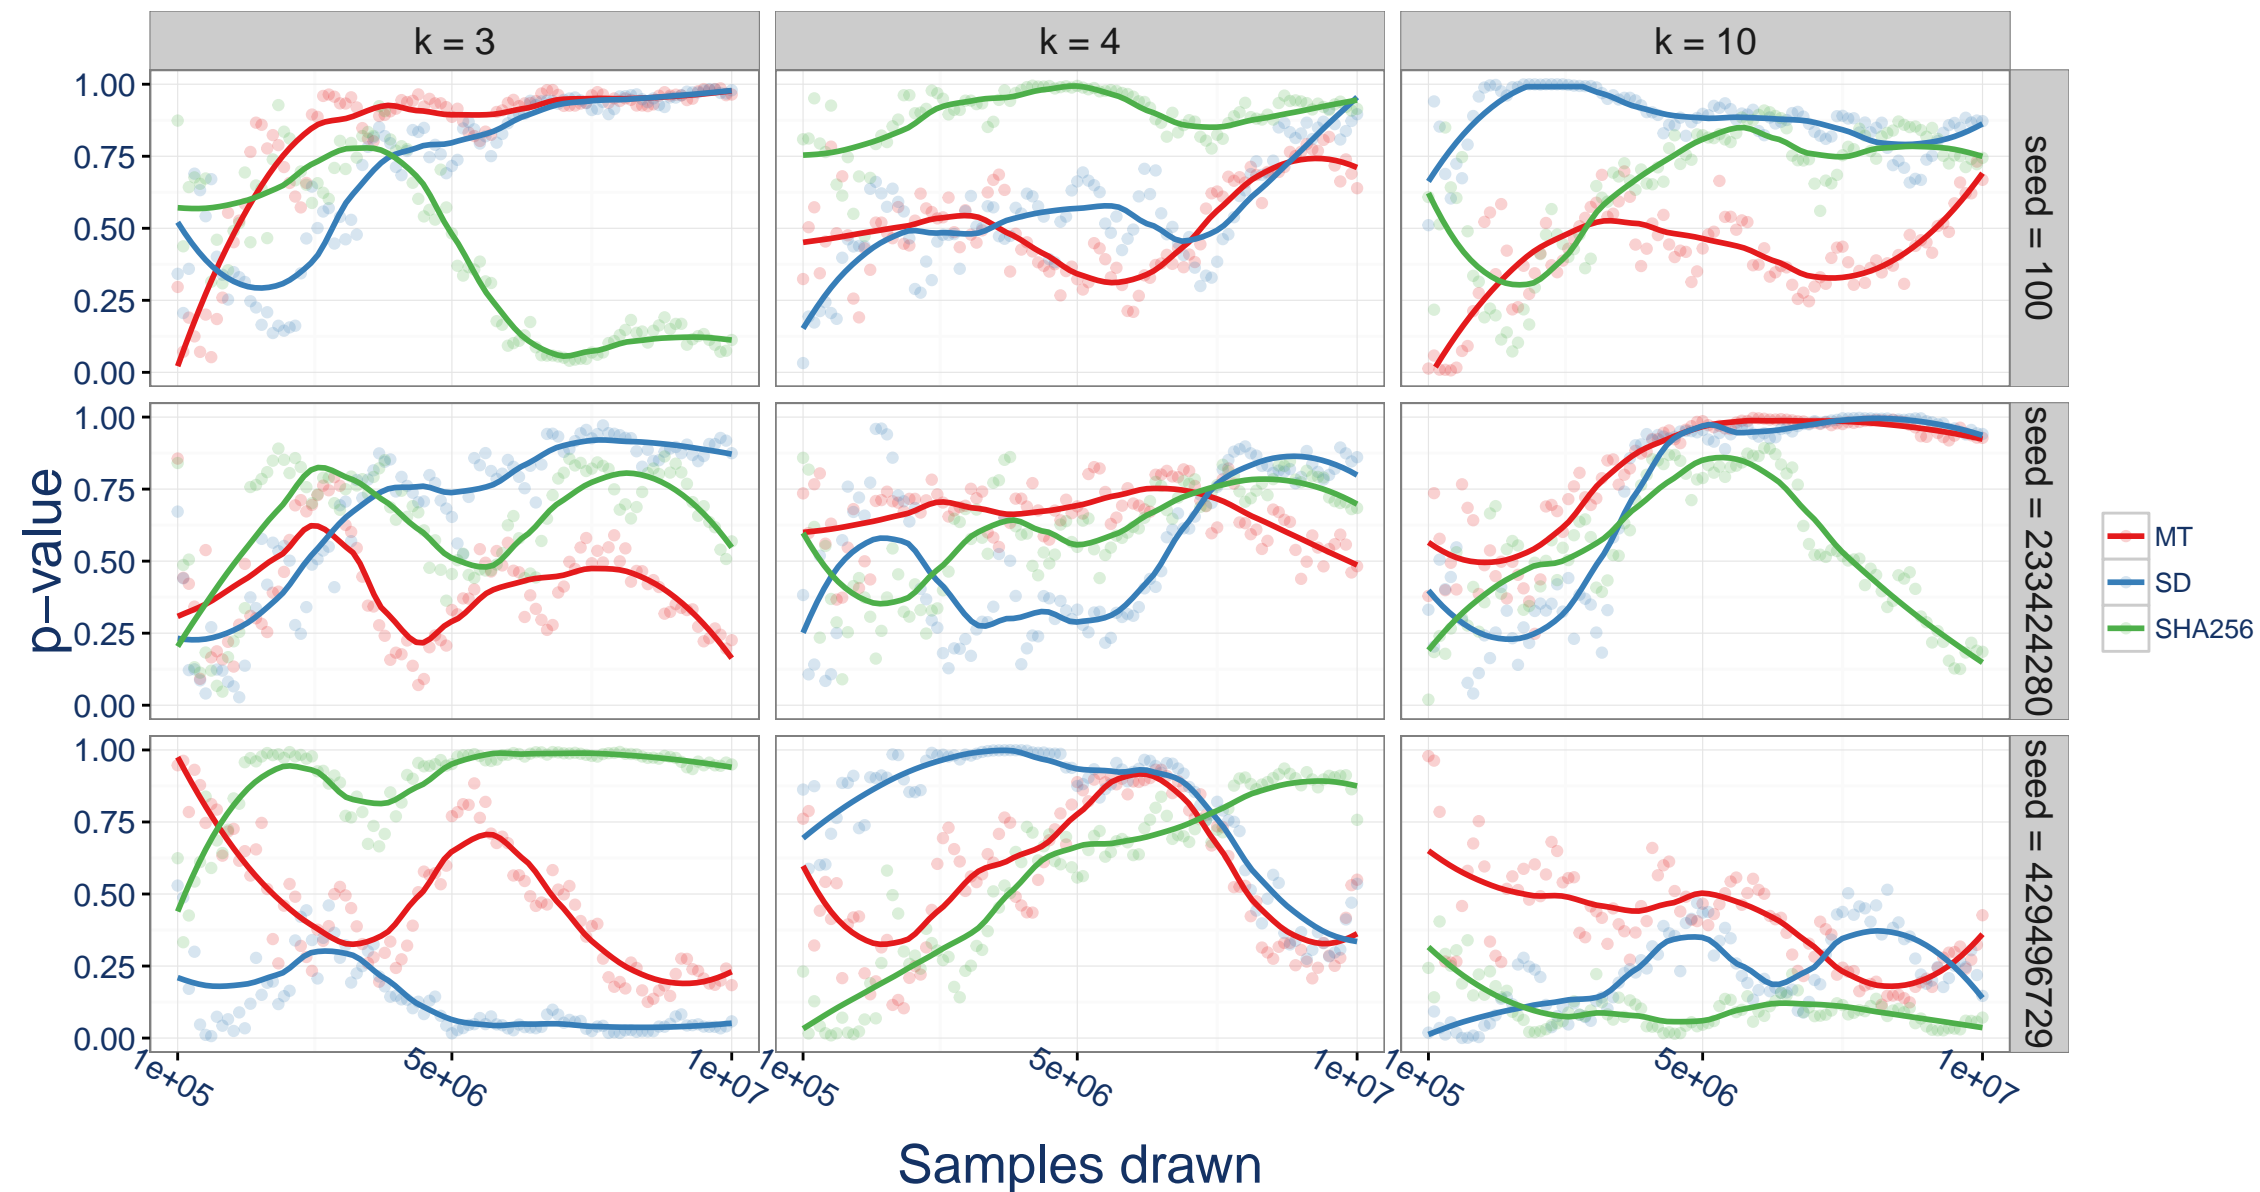 k = 3
k = 4
k = 10
1.00
0.75
0.50
0.25
0.00
seed = 100
1.00
0.75
0.50
0.25
0.00
seed = 233424280
p-value
MT
SD
SHA256
1.00
0.75
0.50
0.25
0.00
seed = 429496729
1e+05
5e+06
1e+07
1e+05
5e+06
1e+07
1e+05
5e+06
1e+07
Samples drawn